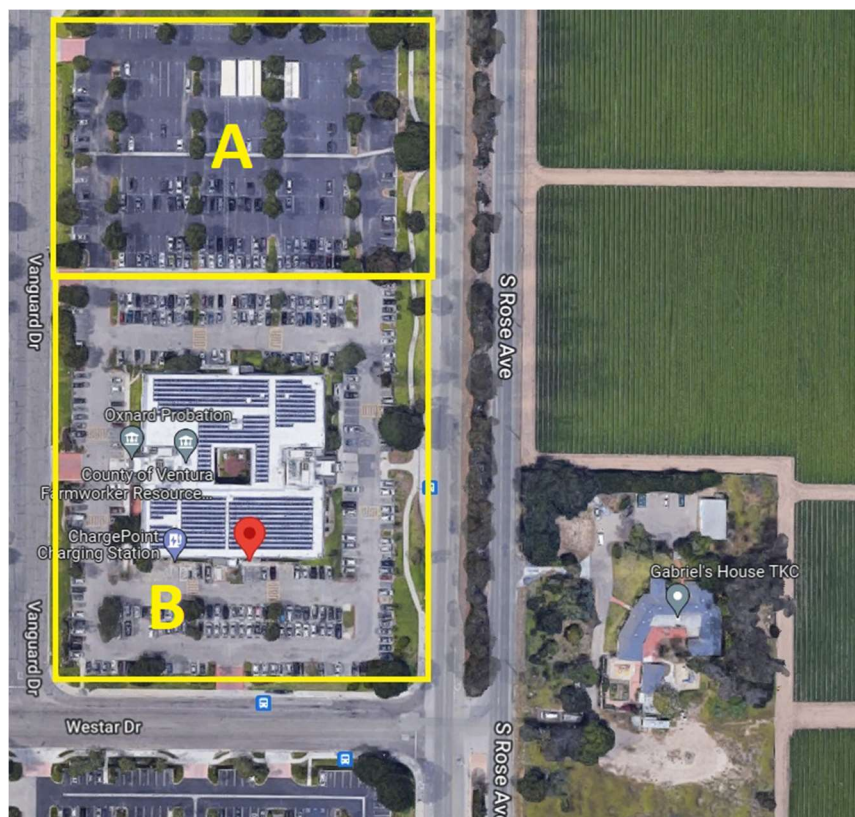 A
Vanguard Dr
S Rose Ave
Oxnard Probation
County of Ventura
Farmworker Resource...
ChargePoint
Charging Station
Gabriel's House TKC
B
Vanguard Dr
Westar Dr
S Rose Ave